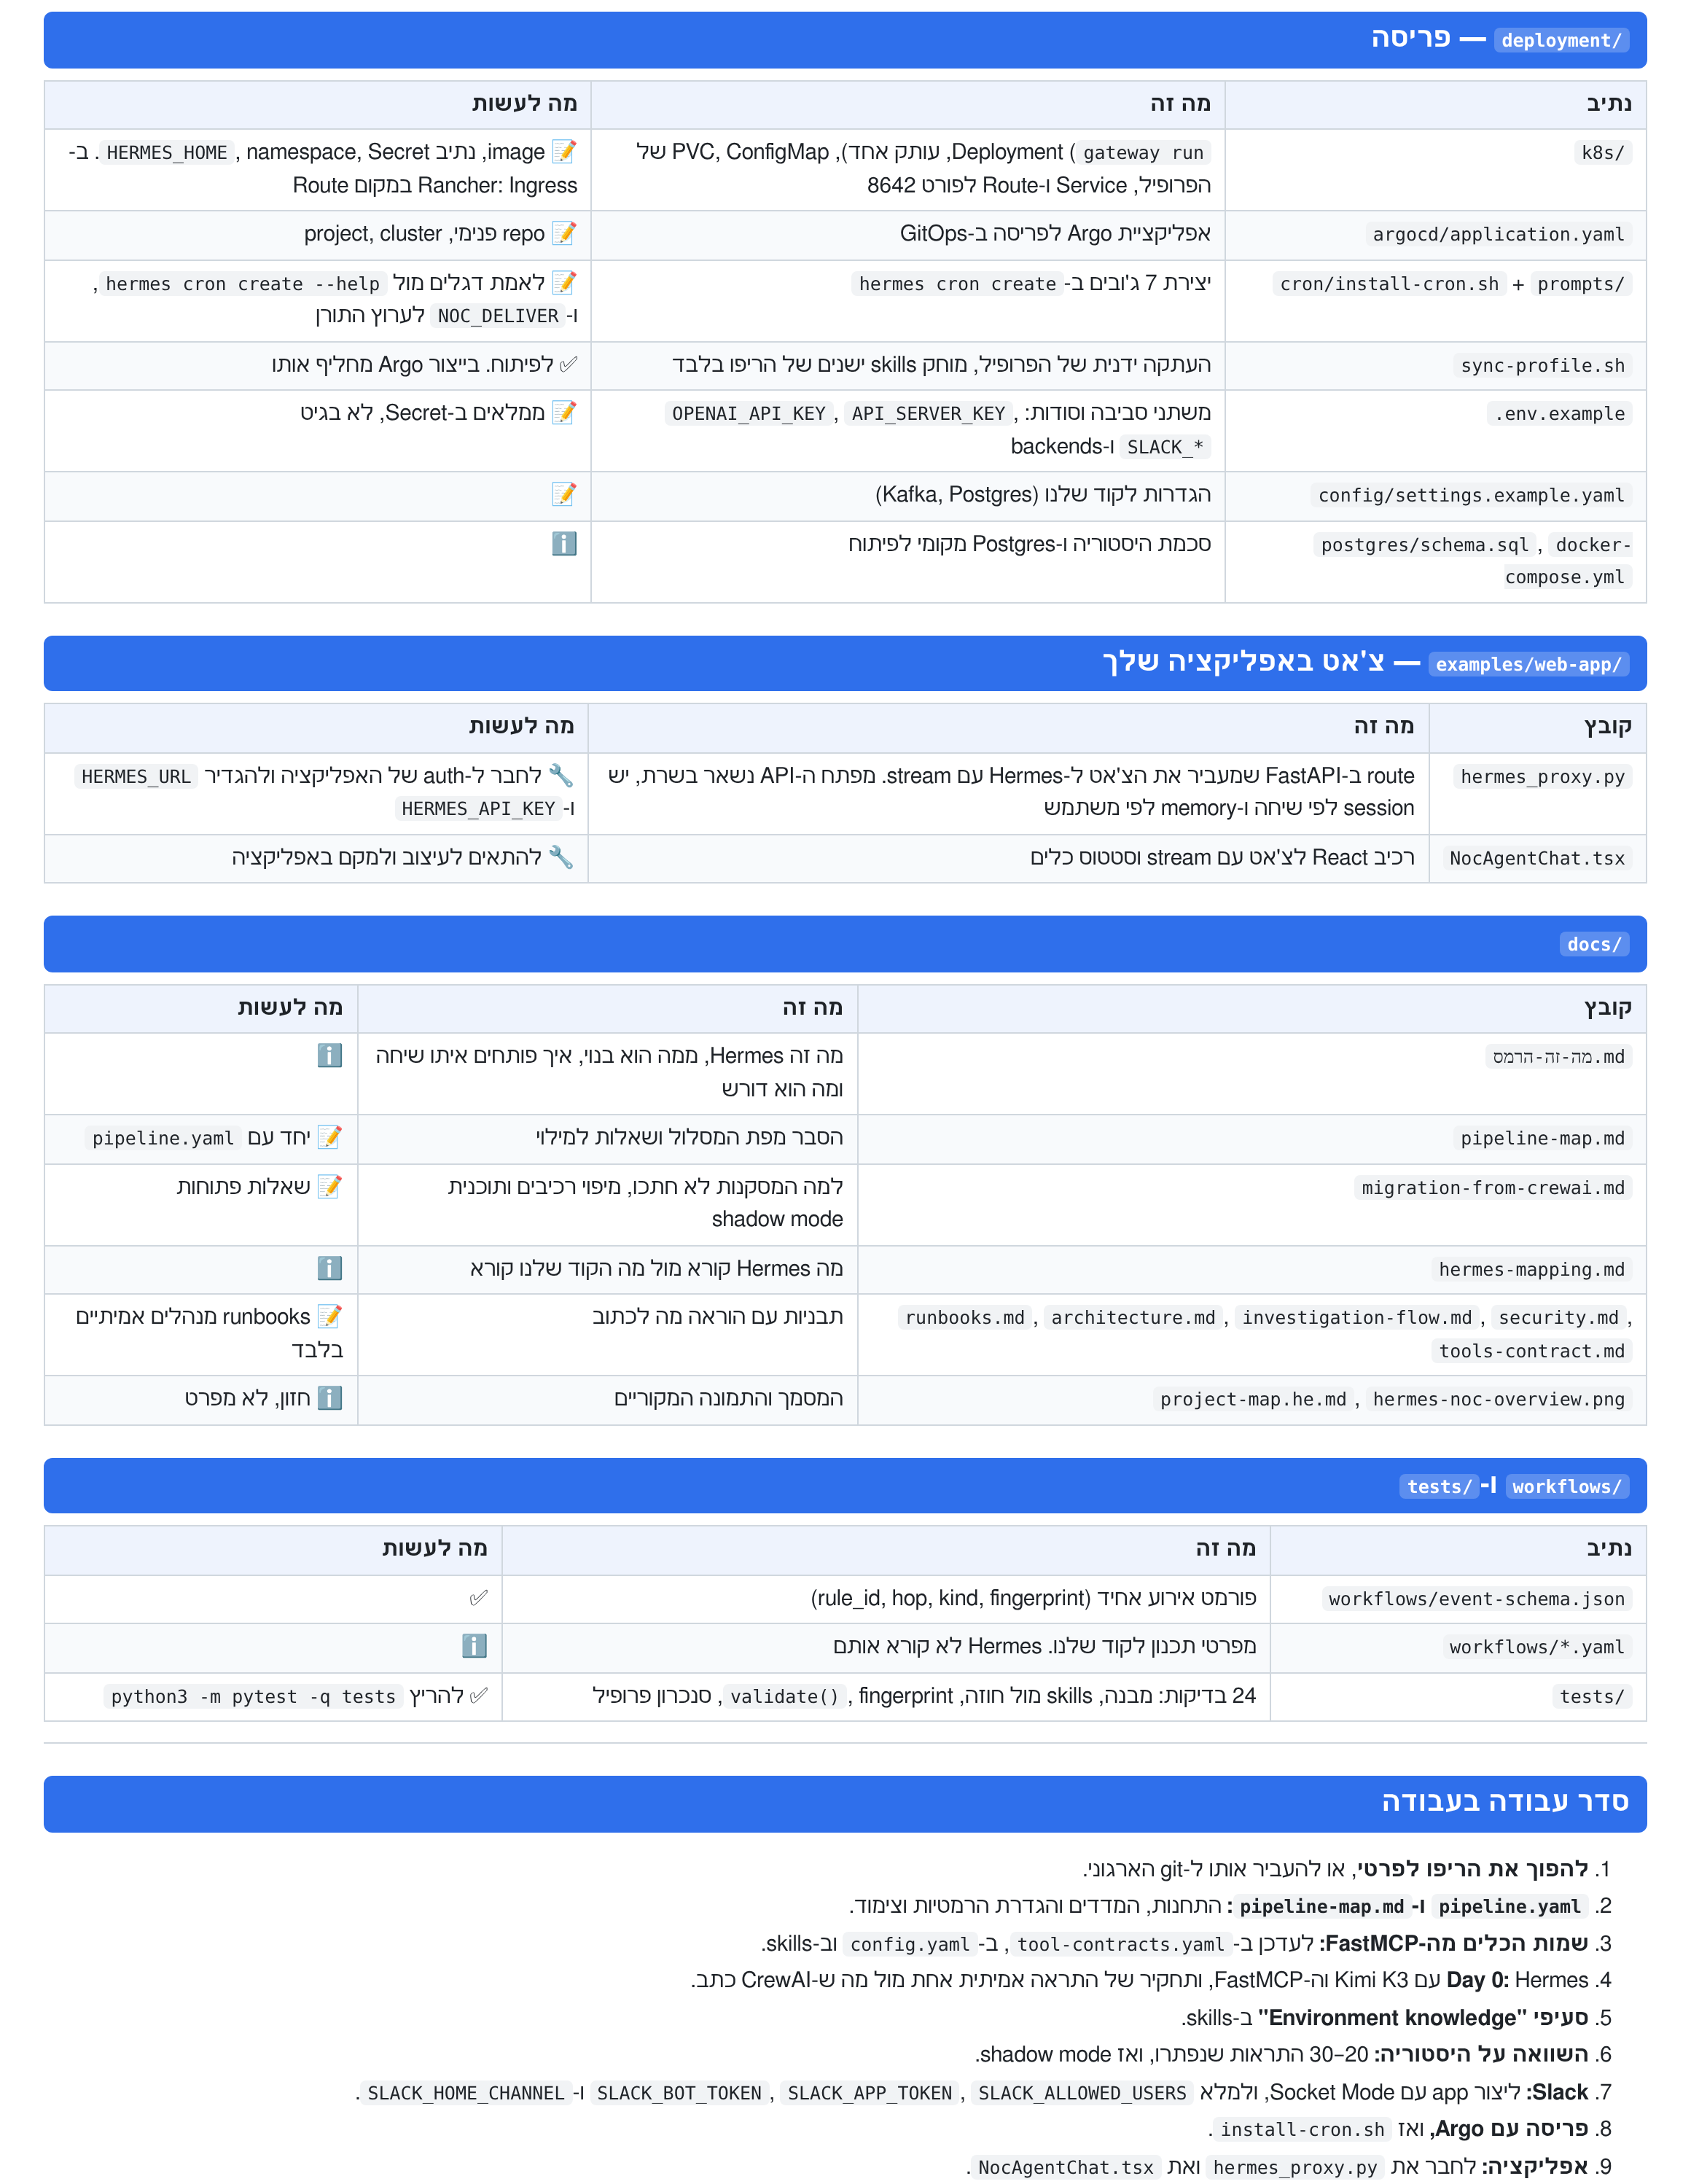 deployment/ — פריסה
נתיב	מה זה	מה לעשות
k8s/	Deployment (gateway run, עותק אחד), PVC, ConfigMap של	📝 image, נתיב HERMES_HOME, namespace, Secret. ב-
הפרופיל, Service ו-Route לפורט 8642	Rancher: Ingress במקום Route
argocd/application.yaml	אפליקציית Argo לפריסה ב-GitOps	📝 repo פנימי, project, cluster
cron/install-cron.sh + prompts/	יצירת 7 ג'ובים ב-hermes cron create	📝 לאמת דגלים מול hermes cron create --help,
ו-NOC_DELIVER לערוץ התורן
sync-profile.sh	העתקה ידנית של הפרופיל, מוחק skills ישנים של הריפו בלבד	✅ לפיתוח. בייצור Argo מחליף אותו
.env.example	משתני סביבה וסודות: OPENAI_API_KEY, API_SERVER_KEY,	📝 ממלאים ב-Secret, לא בגיט
SLACK_* ו-backends
config/settings.example.yaml	הגדרות לקוד שלנו (Kafka, Postgres)	📝
postgres/schema.sql, docker-	סכמת היסטוריה ו-Postgres מקומי לפיתוח	ℹ️
compose.yml
examples/web-app/ — צ'אט באפליקציה שלך
קובץ	מה זה	מה לעשות
hermes_proxy.py	route ב-FastAPI שמעביר את הצ'אט ל-Hermes עם stream. מפתח ה-API נשאר בשרת, יש	🔧 לחבר ל-auth של האפליקציה ולהגדיר HERMES_URL
session לפי שיחה ו-memory לפי משתמש	ו-HERMES_API_KEY
NocAgentChat.tsx	רכיב React לצ'אט עם stream וסטטוס כלים	🔧 להתאים לעיצוב ולמקם באפליקציה
docs/
קובץ	מה זה	מה לעשות
מה-זה-הרמס.md	מה זה Hermes, ממה הוא בנוי, איך פותחים איתו שיחה	ℹ️
ומה הוא דורש
pipeline-map.md	הסבר מפת המסלול ושאלות למילוי	📝 יחד עם pipeline.yaml
migration-from-crewai.md	למה המסקנות לא חתכו, מיפוי רכיבים ותוכנית	📝 שאלות פתוחות
shadow mode
hermes-mapping.md	מה Hermes קורא מול מה הקוד שלנו קורא	ℹ️
runbooks.md, architecture.md, investigation-flow.md, security.md,	תבניות עם הוראה מה לכתוב	📝 runbooks מנהלים אמיתיים
tools-contract.md	בלבד
project-map.he.md, hermes-noc-overview.png	המסמך והתמונה המקוריים	ℹ️ חזון, לא מפרט
workflows/ ו-tests/
נתיב	מה זה	מה לעשות
workflows/event-schema.json	פורמט אירוע אחיד (rule_id, hop, kind, fingerprint)	✅
workflows/*.yaml	מפרטי תכנון לקוד שלנו. Hermes לא קורא אותם	ℹ️
tests/	24 בדיקות: מבנה, skills מול חוזה, validate(), fingerprint, סנכרון פרופיל	✅ להריץ python3 -m pytest -q tests
סדר עבודה בעבודה
1. להפוך את הריפו לפרטי, או להעביר אותו ל-git הארגוני.
2. pipeline.yaml ו-pipeline-map.md: התחנות, המדדים והגדרת הרמטיות וצימוד.
3. שמות הכלים מה-FastMCP: לעדכן ב-tool-contracts.yaml, ב-config.yaml וב-skills.
4. Day 0: Hermes עם Kimi K3 וה-FastMCP, ותחקיר של התראה אמיתית אחת מול מה ש-CrewAI כתב.
5. סעיפי "Environment knowledge" ב-skills.
6. השוואה על היסטוריה: 20–30 התראות שנפתרו, ואז shadow mode.
7. Slack: ליצור app עם Socket Mode, ולמלא SLACK_BOT_TOKEN, SLACK_APP_TOKEN, SLACK_ALLOWED_USERS ו-SLACK_HOME_CHANNEL.
8. פריסה עם Argo, ואז install-cron.sh.
9. אפליקציה: לחבר את hermes_proxy.py ואת NocAgentChat.tsx.